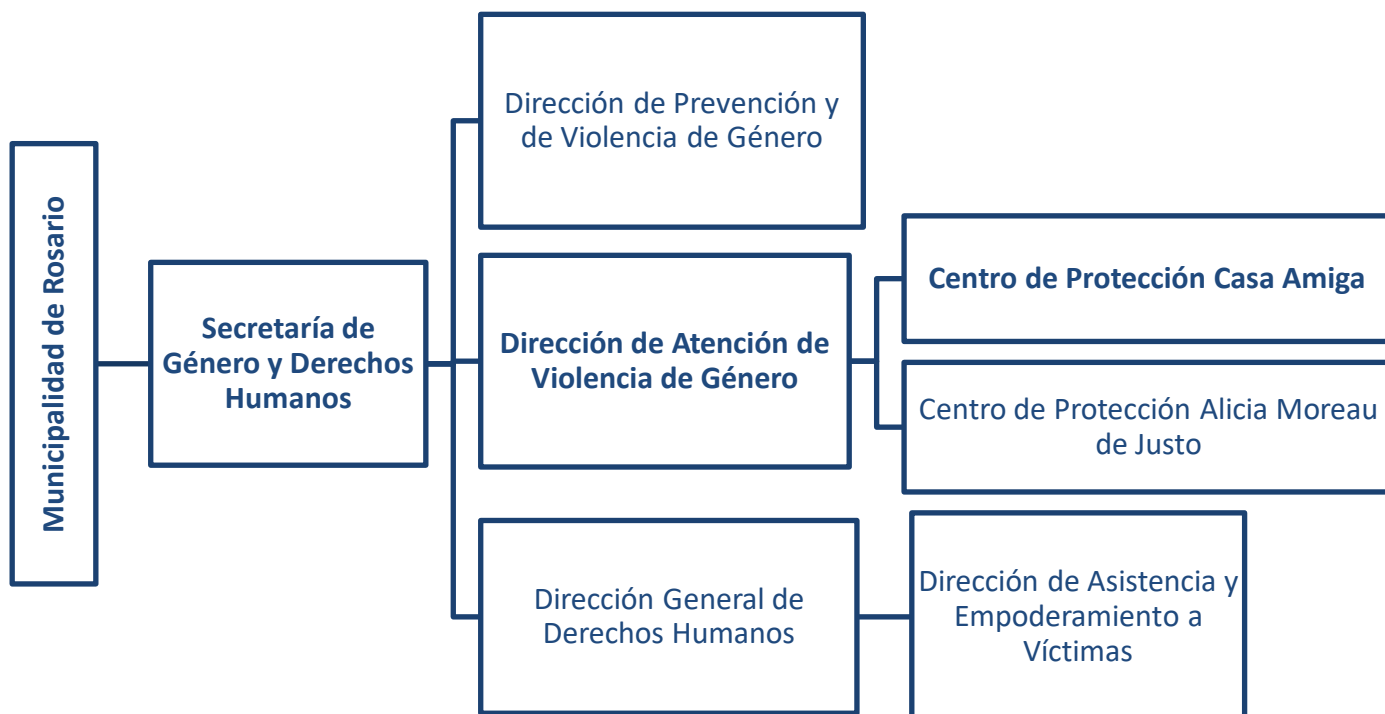 Municipalidad de Rosario
Secretaría de
Género y Derechos
Humanos
Dirección de Prevención y
de Violencia de Género
Dirección de Atención de
Violencia de Género
Centro de Protección Casa Amiga
Centro de Protección Alicia Moreau
de Justo
Dirección General de
Derechos Humanos
Dirección de Asistencia y
Empoderamiento a
Víctimas